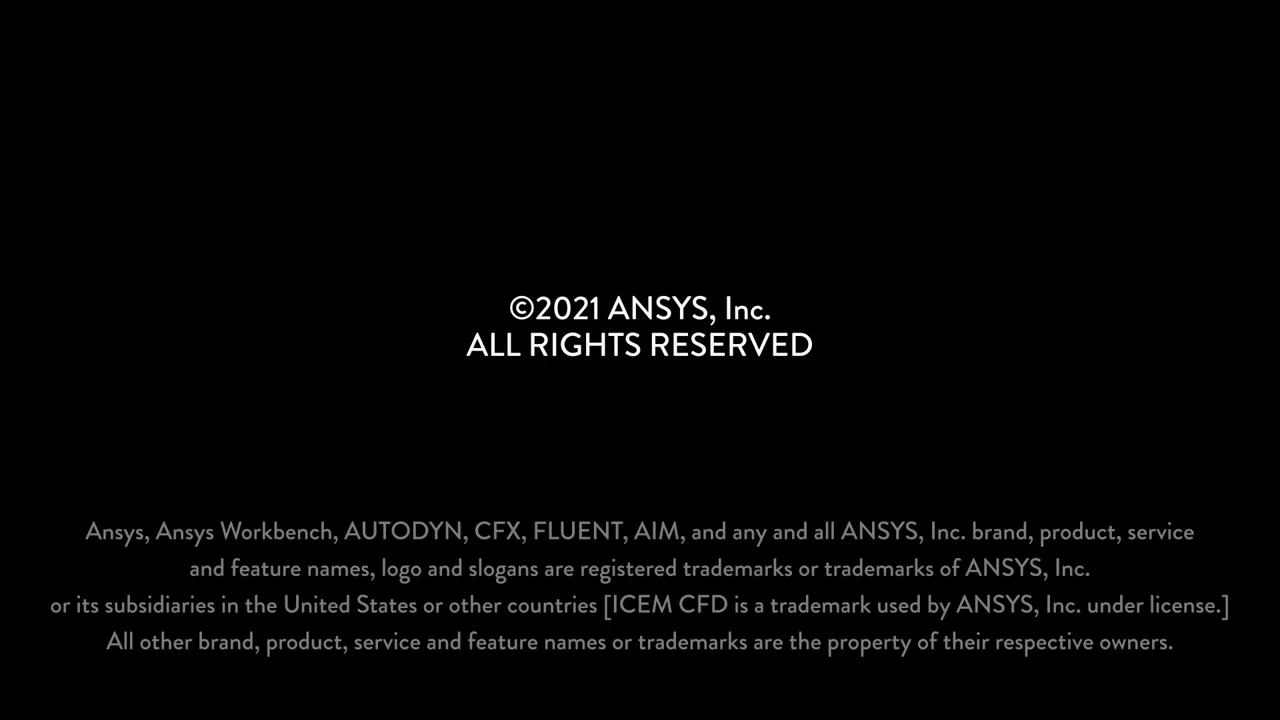 ©2021 ANSYS, Inc.
ALL RIGHTS RESERVED
Ansys, Ansys Workbench, AUTODYN, CFX, FLUENT, AIM, and any and all ANSYS, Inc. brand, product, service
and feature names, logo and slogans are registered trademarks or trademarks of ANSYS, Inc.
or its subsidiaries in the United States or other countries [ICEM CFD is a trademark used by ANSYS, Inc. under license.]
All other brand, product, service and feature names or trademarks are the property of their respective owners.